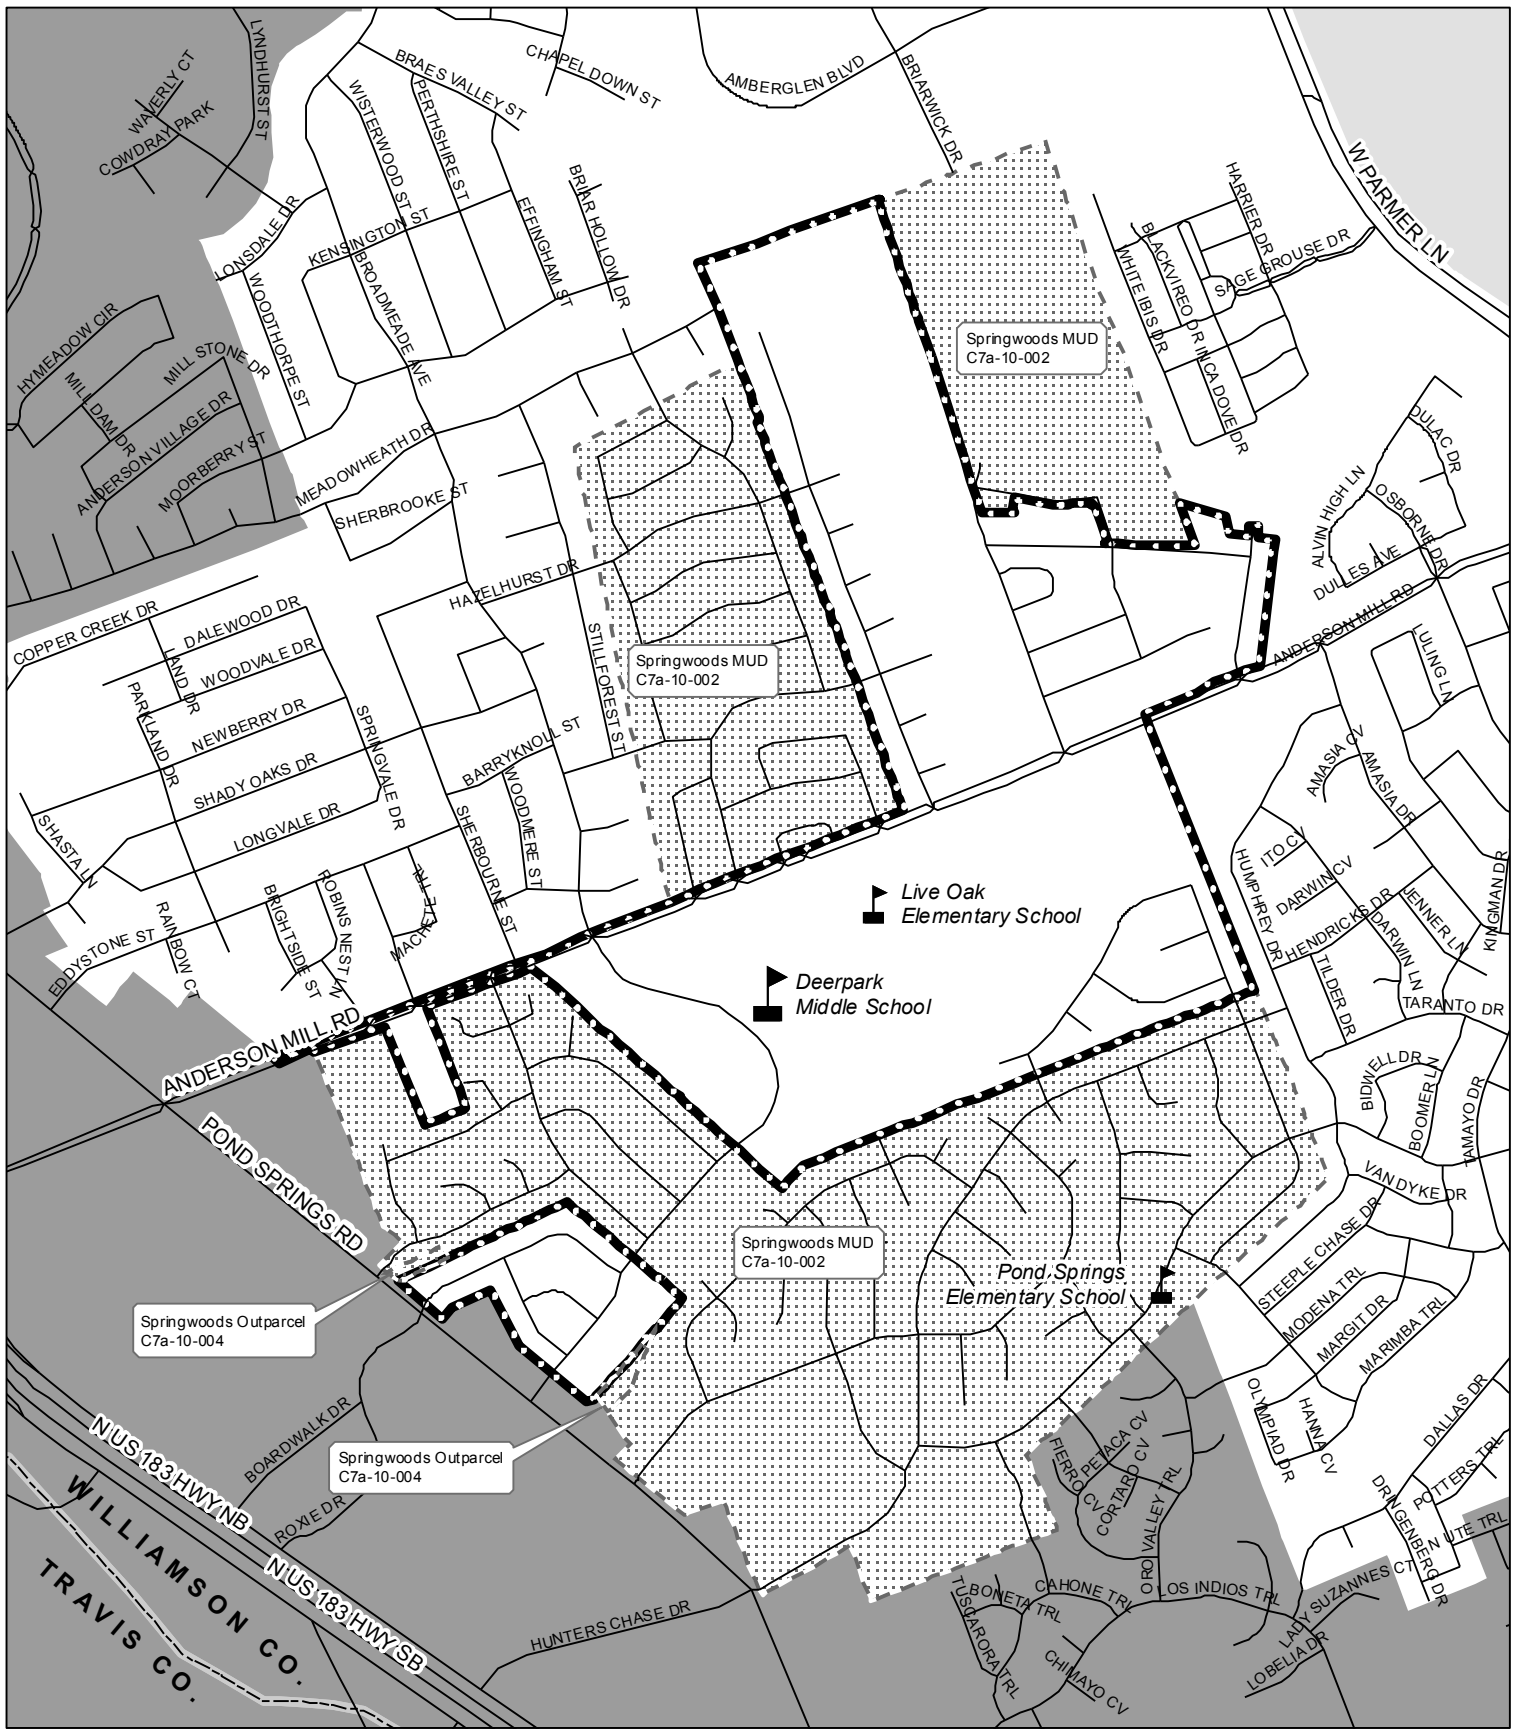 LYNDHURST ST
WAVERLY CT
COWDRAY PARK
BRAES VALLEY ST
CHAPEL DOWN ST
AMBERGLEN BLVD
BRIARWICK DR
WISTERWOOD ST
PERTHSHIRE ST
W PARMER LN
HARRIER DR
BRIAR HOLLOW DR
EFFINGHAM ST
LONSDALE DR
KENSINGTON ST
BLACKVIREO DR
SAGE GROUSE DR
WHITE IBIS DR
INCA DOVE DR
WOODTHORPE ST
BROADMEADE AVE
HYMEADOW CIR
MILL STONE DR
MILL DAM DR
ANDERSON VILLAGE DR
MOORBERRY ST
Springwoods MUD
C7a-10-002
MEADOWHEATH DR
SHERBROOKE ST
DULAC DR
ALVIN HIGH LN
OSBORNE DR
DULLES AVE
HAZELHURST DR
COPPER CREEK DR
DALEWOOD DR
WOODVALE DR
LAND DR
PARKLAND DR
NEWBERRY DR
STILLFOREST ST
Springwoods MUD
C7a-10-002
ANDERSON MILL RD
LULING LN
SPRINGVALE DR
SHADY OAKS DR
BARRYKNOLL ST
WOODMERE ST
AMASIA CV
AMASIA DR
LONGVALE DR
SHASTA LN
SHERBOURNE ST
ITO CV
HUMPHREY DR
DARWIN CV
KINGMAN DR
ROBINS NEST LN
BRIGHTSIDE ST
MACHETE TRL
RAINBOW CT
EDDYSTONE ST
Live Oak
Elementary School
HENDRICKS DR
JENNER LN
DARWIN LN
TILDER DR
TARANTO DR
Deerpark
Middle School
ANDERSON MILL RD
BIDWELL DR
BOOMER LN
TAMAYO DR
POND SPRINGS RD
VAN DYKE DR
STEEPLE CHASE DR
Springwoods MUD
C7a-10-002
Pond Springs
Elementary School
MODENA TRL
MARGIT DR
MARIMBA TRL
Springwoods Outparcel
C7a-10-004
BOARDWALK DR
OLYMPIAD DR
HANNA CV
DALLAS DR
Springwoods Outparcel
C7a-10-004
FIERRO CV
PETACA CV
CORTARO CV
ORO VALLEY TRL
POTTERS TRL
DRINGENBERG DR
N US 183 HWY NB
ROXIE DR
WILLIAMSON CO.
TRAVIS CO.
N US 183 HWY SB
N UTE TRL
LADY SUZANNES CT
HUNTERS CHASE DR
TUSCARORA TRL
BONETA TRL
CAHONE TRL
LOS INDIOS TRL
CHIMAYO CV
LOBELIA DR